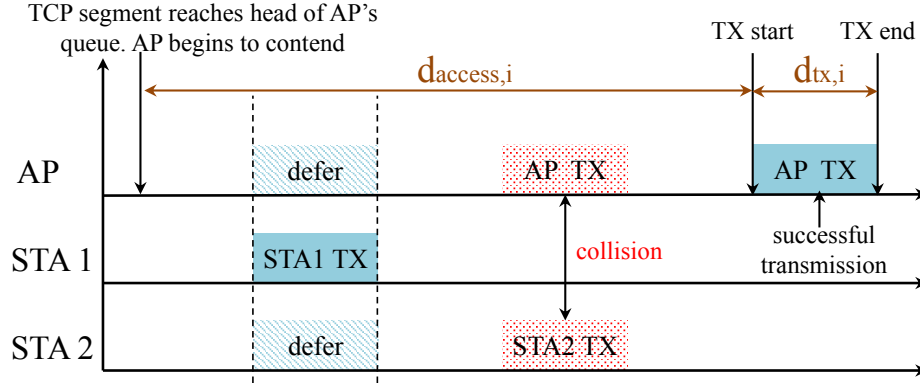 TCP segment reaches head of AP's
queue. AP begins to contend
TX start
TX end
daccess,i
dtx,i
AP
defer
AP TX
AP TX
STA 1
STA1 TX
collision
successful
transmission
STA 2
defer
STA2 TX